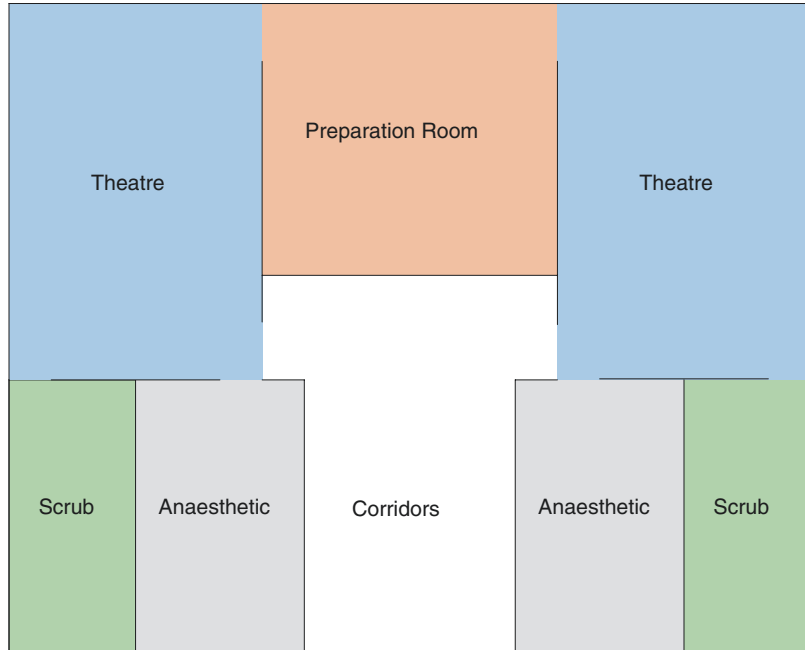 Preparation Room
Theatre
Theatre
Scrub
Anaesthetic
Corridors
Anaesthetic
Scrub